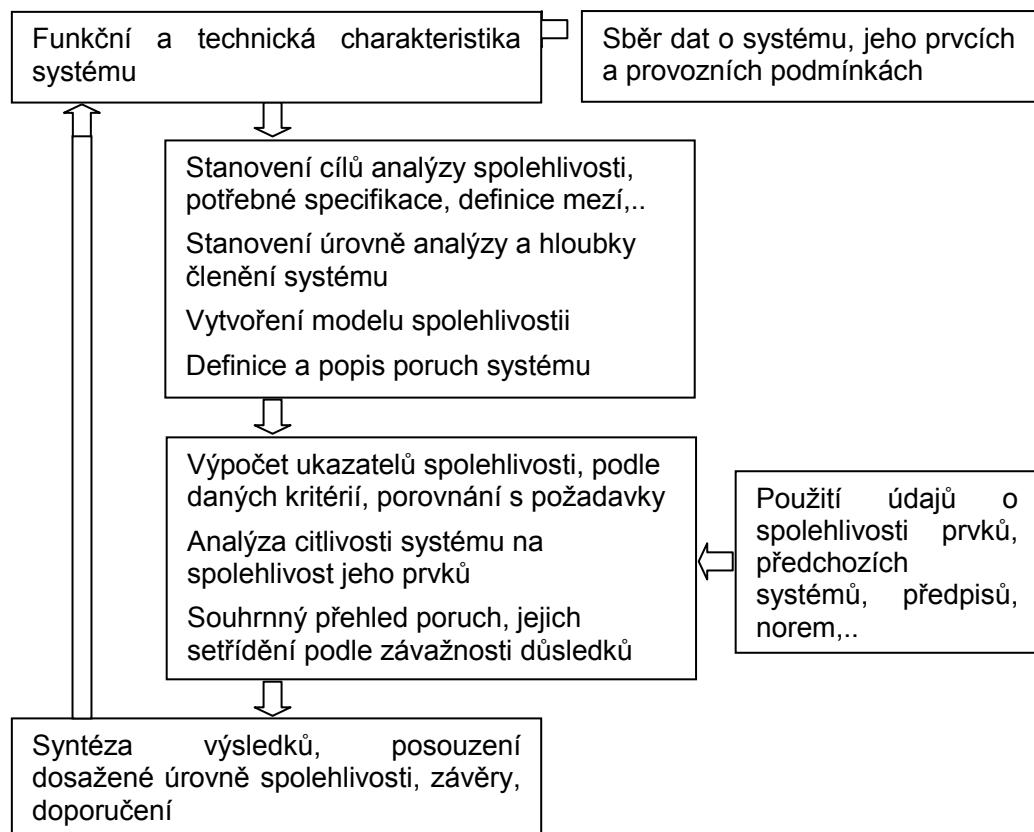 Funkční a technická charakteristika
systému
Sběr dat o systému, jeho prvcích
a provozních podmínkách
Stanovení cílů analýzy spolehlivosti,
potřebné specifikace, definice mezí,..
Stanovení úrovně analýzy a hloubky
členění systému
Vytvoření modelu spolehlivostii
Definice a popis poruch systému
Výpočet ukazatelů spolehlivosti, podle
daných kritérií, porovnání s požadavky
Analýza citlivosti systému na
spolehlivost jeho prvků
Souhrnný přehled poruch, jejich
setřídění podle závažnosti důsledků
Použití údajů o
spolehlivosti prvků,
předchozích
systémů, předpisů,
norem,..
Syntéza výsledků, posouzení
dosažené úrovně spolehlivosti, závěry,
doporučení